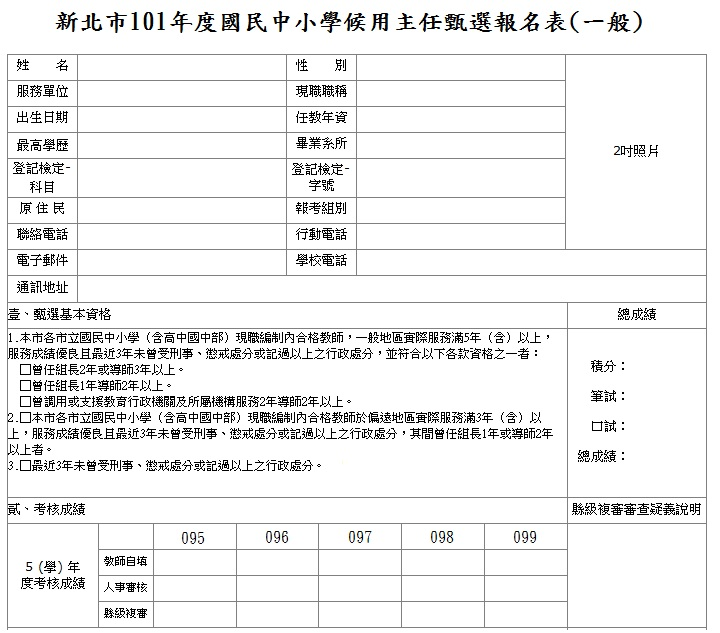 新北市101年度國民中小學候用主任甄選報名表(一般)
姓 名 性 別
服務單位 現職職稱
出生日期 任教年資
最高學歷 畢業系所
2吋照片
登記檢定-科目 登記檢定-字號
原 住 民 報考組別
聯絡電話 行動電話
電子郵件 學校電話
通訊地址
壹、甄選基本資格 總成績
1.本市各市立國民中小學（含高中國中部）現職編制內合格教師，一般地區實際服務滿5年（含）以上，
服務成績優良且最近3年未曾受刑事、懲戒處分或記過以上之行政處分，並符合以下各款資格之一者：
□曾任組長2年或導師3年以上。
□曾任組長1年導師2年以上。
□曾調用或支援教育行政機關及所屬機構服務2年導師2年以上。
2.□本市各市立國民中小學（含高中國中部）現職編制內合格教師於偏遠地區實際服務滿3年（含）以
上，服務成績優良且最近3年未曾受刑事、懲戒處分或記過以上之行政處分，其間曾任組長1年或導師2年
以上者。
3.□最近3年未曾受刑事、懲戒處分或記過以上之行政處分。
積分：
筆試：
口試：
總成績：
貳、考核成績 縣級複審審查疑義說明
095 096 097 098 099
5 (學) 年
度考核成績
教師自填
人事審核
縣級複審